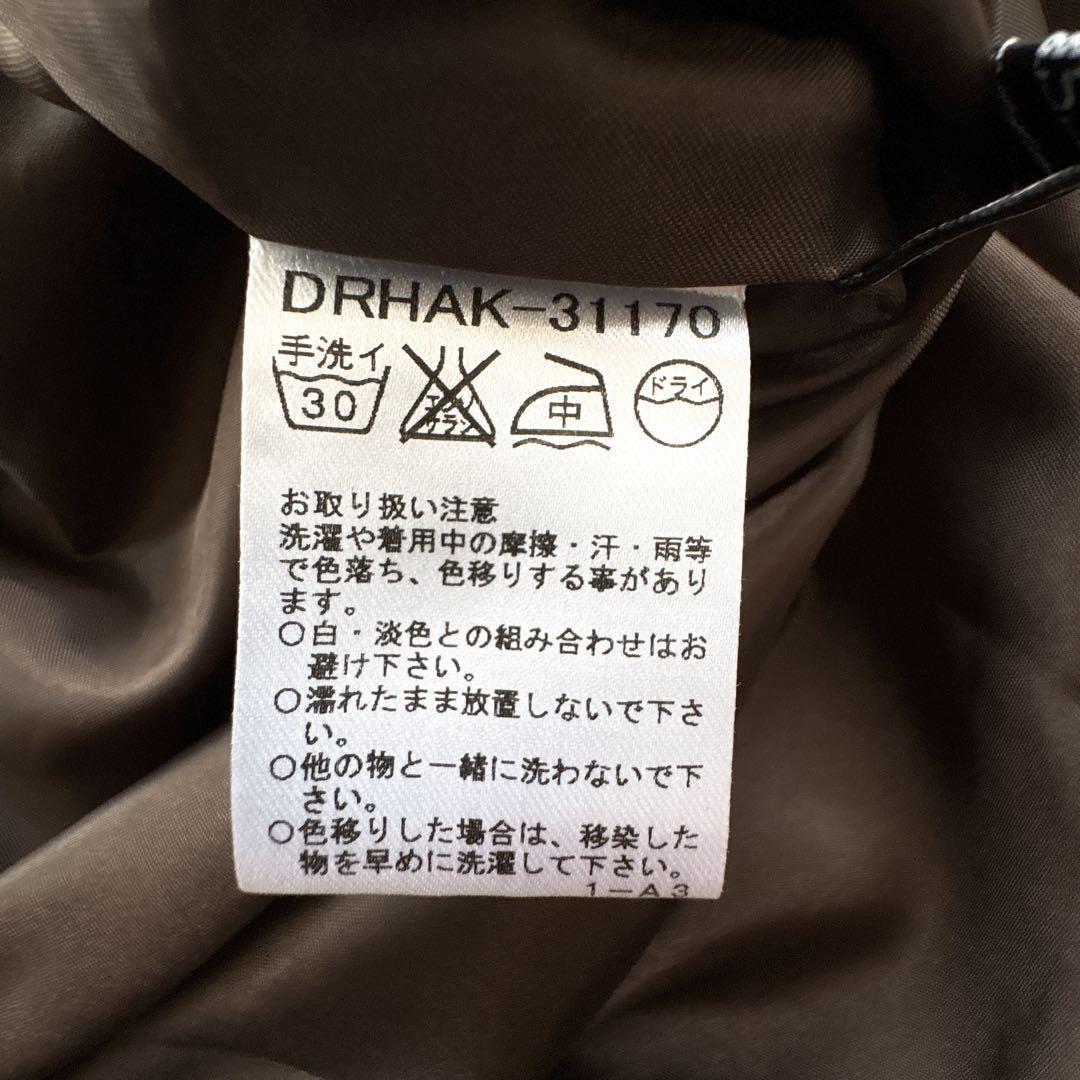 DRHAK-31170
手洗イ
30
エンソ
サラシ
中
ドライ
お取り扱い注意
洗濯や着用中の摩擦・汗・雨等
で色落ち、色移りする事があり
ます。
○白・淡色との組み合わせはお
避け下さい。
○濡れたまま放置しないで下さ
い。
○他の物と一緒に洗わないで下
さい。
○色移りした場合は、移染した
物を早めに洗濯して下さい。
1-A3